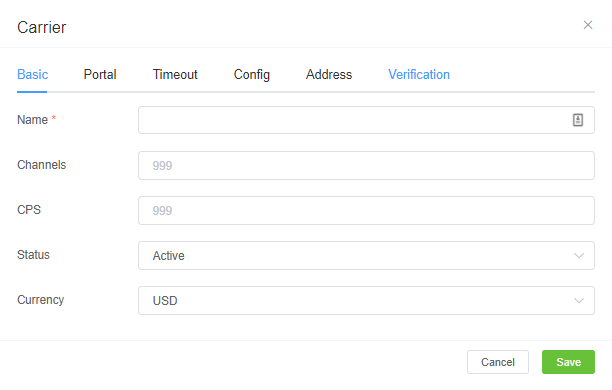 Carrier
Basic Portal Timeout Config Address Verification
Name *
Channels 999
CPS 999
Status Active
Currency USD
Cancel Save